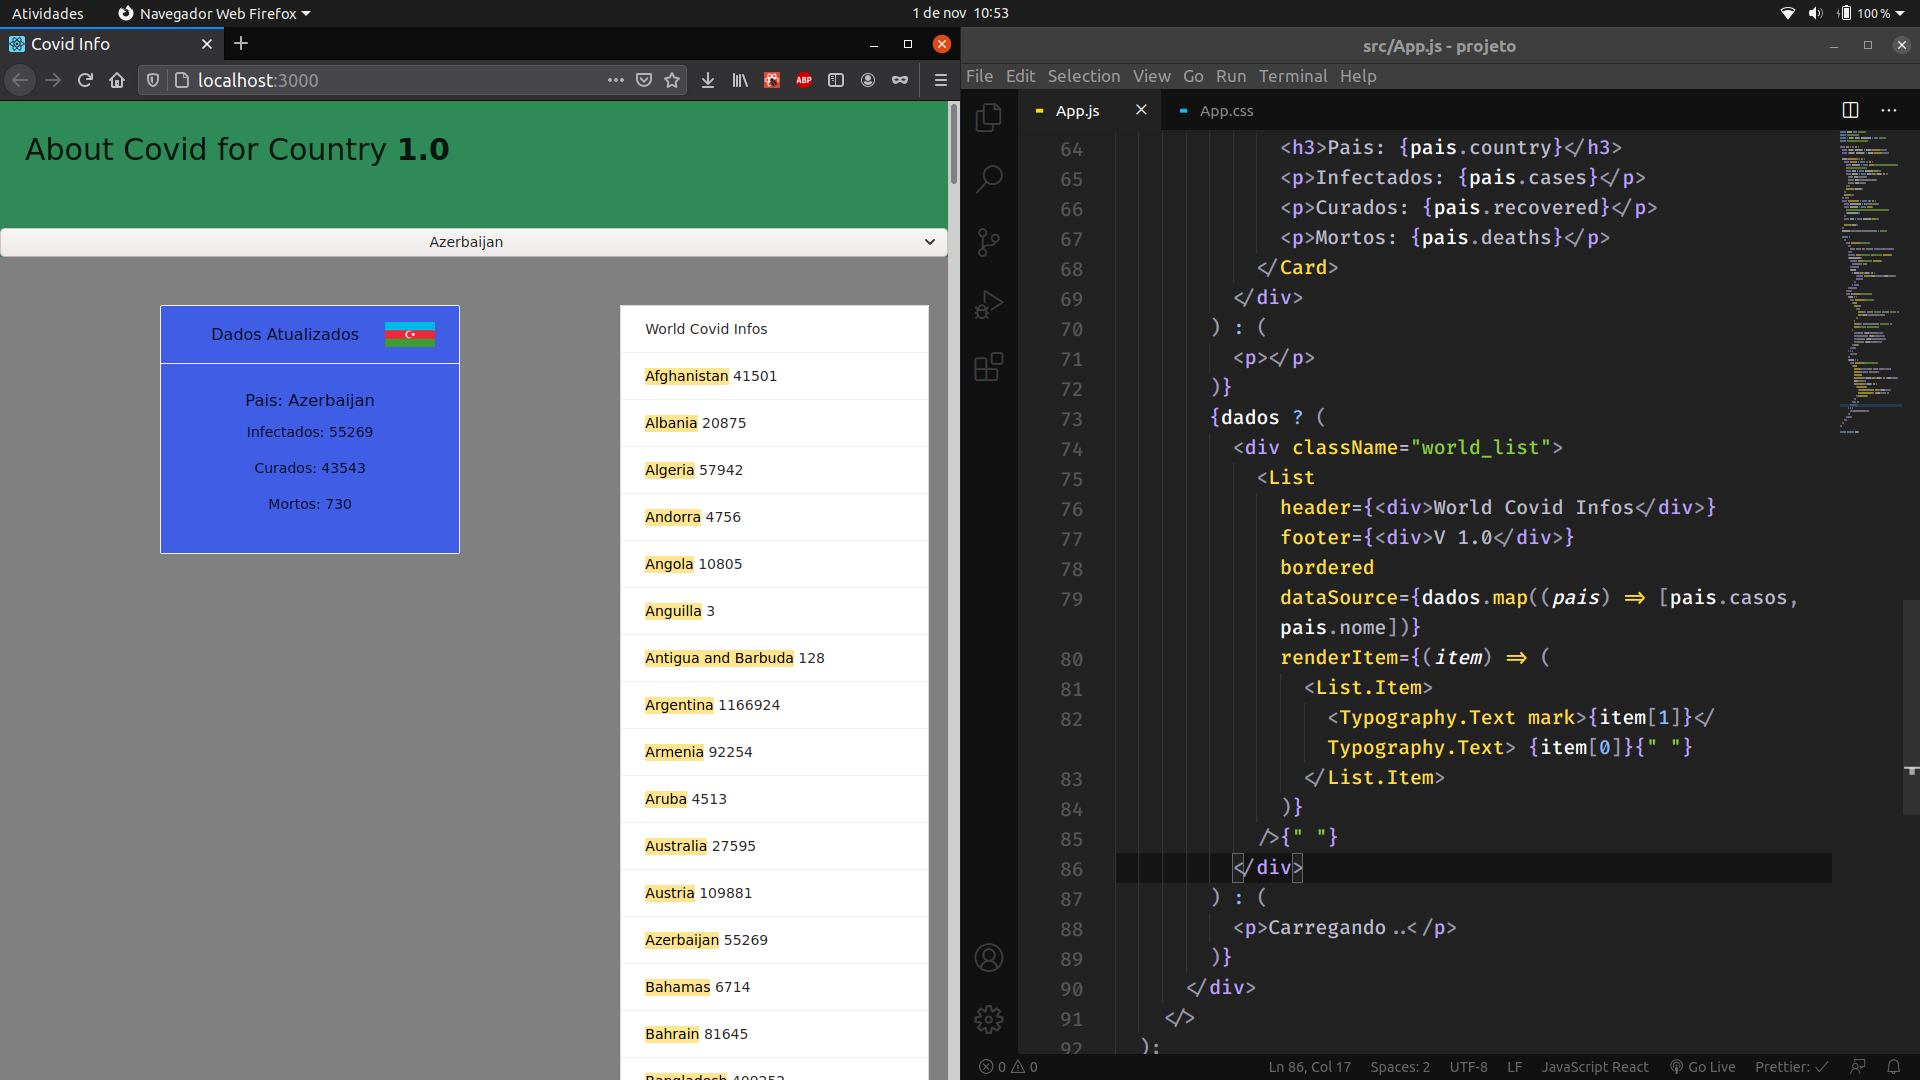 Atividades
Navegador Web Firefox
1 de nov 10:53
100 %
Covid Info
localhost:3000
ABP
About Covid for Country 1.0
Azerbaijan
Dados Atualizados
Pais: Azerbaijan
Infectados: 55269
Curados: 43543
Mortos: 730
World Covid Infos
Afghanistan 41501
Albania 20875
Algeria 57942
Andorra 4756
Angola 10805
Anguilla 3
Antigua and Barbuda 128
Argentina 1166924
Armenia 92254
Aruba 4513
Australia 27595
Austria 109881
Azerbaijan 55269
Bahamas 6714
Bahrain 81645
Bangladesh 409252
src/App.js - projeto
File Edit Selection View Go Run Terminal Help
App.js
App.css
64 <h3>Pais: {pais.country}</h3>
65 <p>Infectados: {pais.cases}</p>
66 <p>Curados: {pais.recovered}</p>
67 <p>Mortos: {pais.deaths}</p>
68 </Card>
69 </div>
70 ) : (
71 <p></p>
72 )}
73 {dados ? (
74 <div className="world_list">
75 <List
76 header={<div>World Covid Infos</div>}
77 footer={<div>V 1.0</div>}
78 bordered
79 dataSource={dados.map((pais) => [pais.casos,
pais.nome])}
80 renderItem={(item) => (
81 <List.Item>
82 <Typography.Text mark>{item[1]}</
Typography.Text> {item[0]}{" "}
83 </List.Item>
84 )}
85 />{" "}
86 </div>
87 ) : (
88 <p>Carregando..</p>
89 )}
90 </div>
91 </>
92 );
0 0
Ln 86, Col 17
Spaces: 2
UTF-8
LF
JavaScript React
Go Live
Prettier: ✓